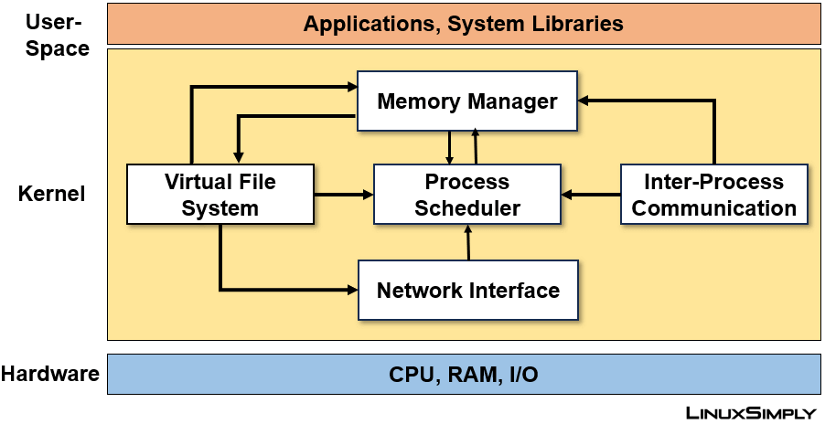 User-
Space
Applications, System Libraries
Memory Manager
Kernel
Virtual File
System
Process
Scheduler
Inter-Process
Communication
Network Interface
Hardware
CPU, RAM, I/O
LinuxSimply